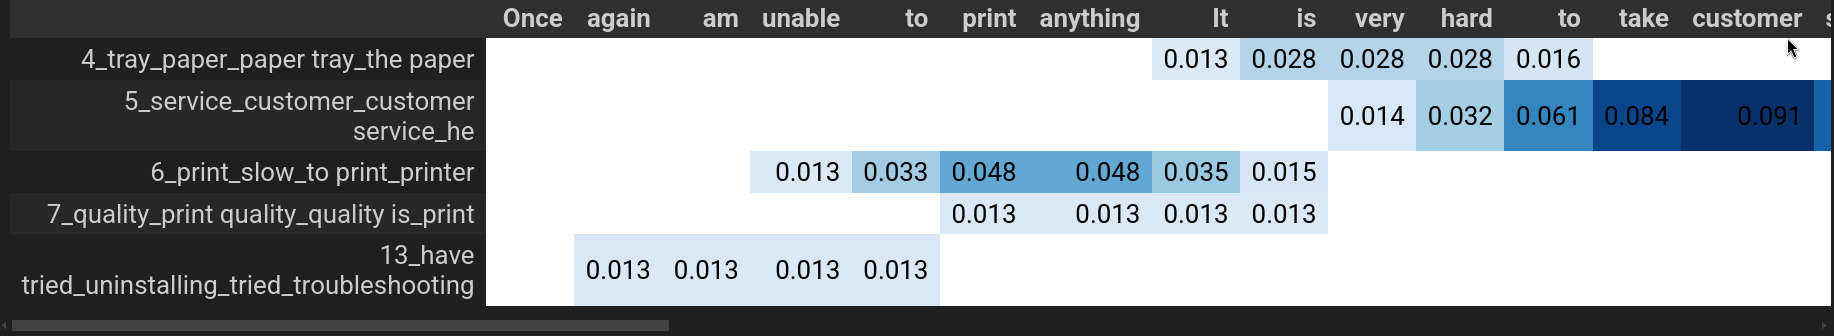 Once again am unable to print anything It is very hard to take customer
4_tray_paper_paper tray_the paper 0.013 0.028 0.028 0.028 0.016
5_service_customer_customer
service_he 0.014 0.032 0.061 0.084 0.091
6_print_slow_to print_printer 0.013 0.033 0.048 0.048 0.035 0.015
7_quality_print quality_quality is_print 0.013 0.013 0.013 0.013
13_have
tried_uninstalling_tried_troubleshooting 0.013 0.013 0.013 0.013